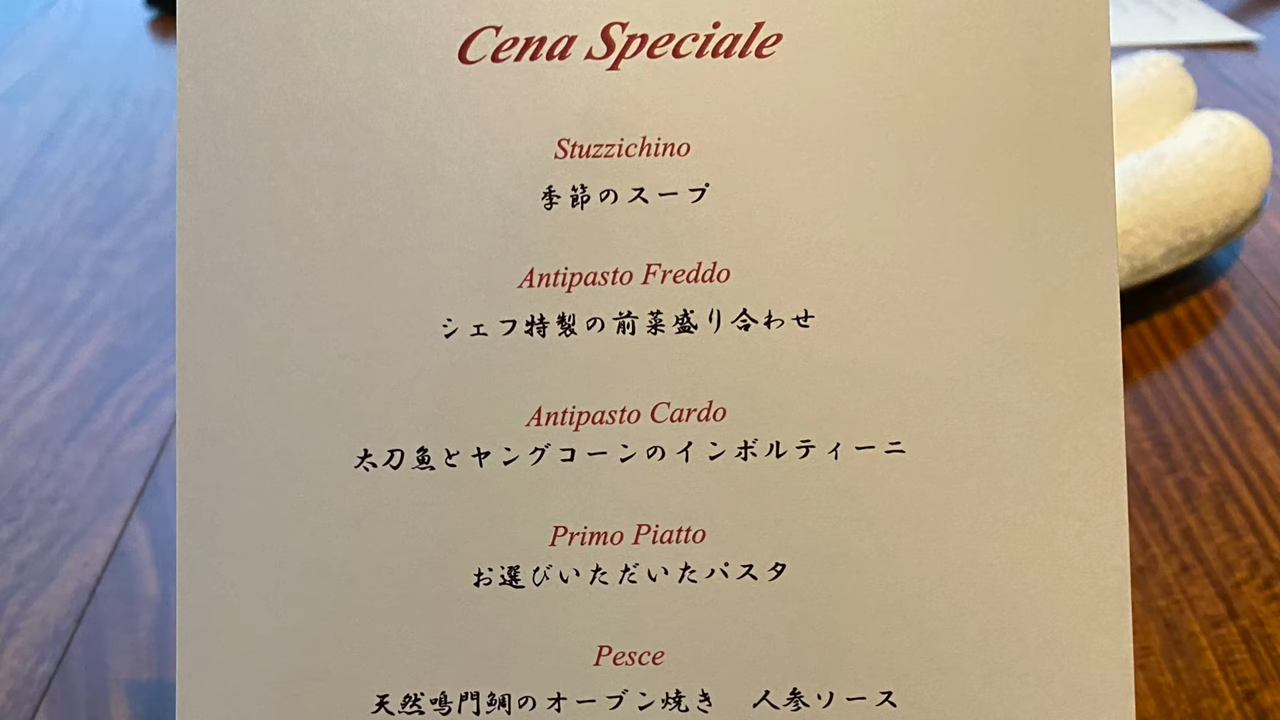 Cena Speciale
Stuzzichino
季節のスープ
Antipasto Freddo
シェフ特製の前菜盛り合わせ
Antipasto Cardo
太刀魚とヤングコーンのインボルティーニ
Primo Piatto
お選びいただいたパスタ
Pesce
天然鳴門鯛のオーブン焼き　人参ソース